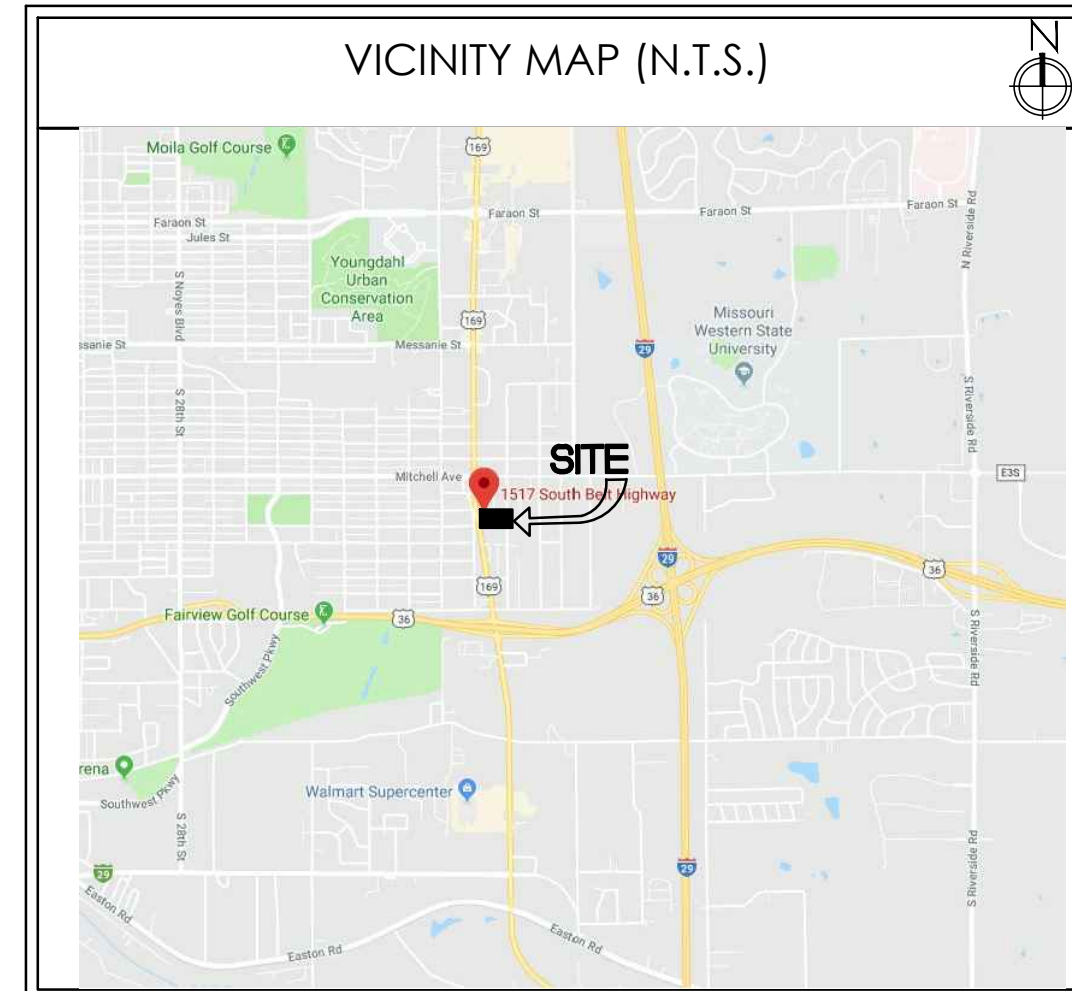 VICINITY MAP (N.T.S.)
N
Moila Golf Course
169
Faraon St
Faraon St
Faraon St
Faraon St
Jules St
N Riverside Rd
Youngdahl
Urban
Conservation
Area
S Noyes Blvd
169
Missouri
Western State
University
ssanie St
Messanie St
29
S 28th St
S Riverside Rd
SITE
Mitchell Ave
E3S
1517 South Belt Highway
29
36
169
36
Fairview Golf Course
36
S Riverside Rd
Southwest Pkwy
rena
Walmart Supercenter
Southwest Pkwy
S 28th St
S Riverside Rd
29
29
Easton Rd
Easton Rd
Easton Rd